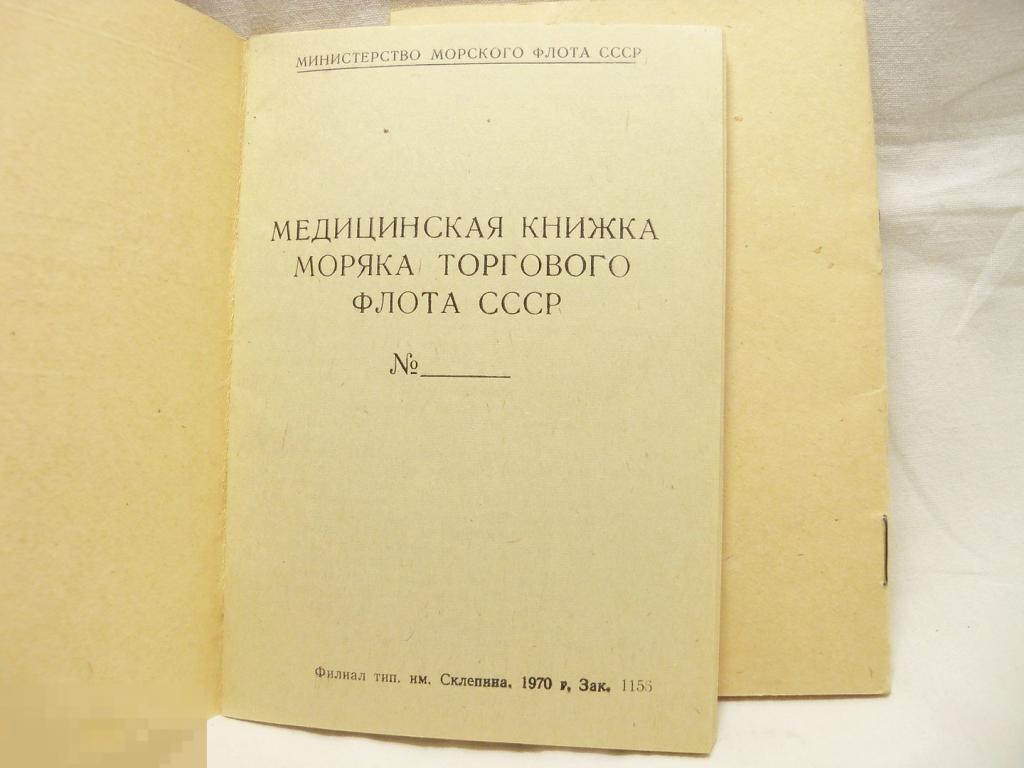 МИНИСТЕРСТВО МОРСКОГО ФЛОТА СССР
МЕДИЦИНСКАЯ КНИЖКА
МОРЯКА ТОРГОВОГО
ФЛОТА СССР
№
Филиал тип. им. Склепина. 1970 г. Зак. 1156